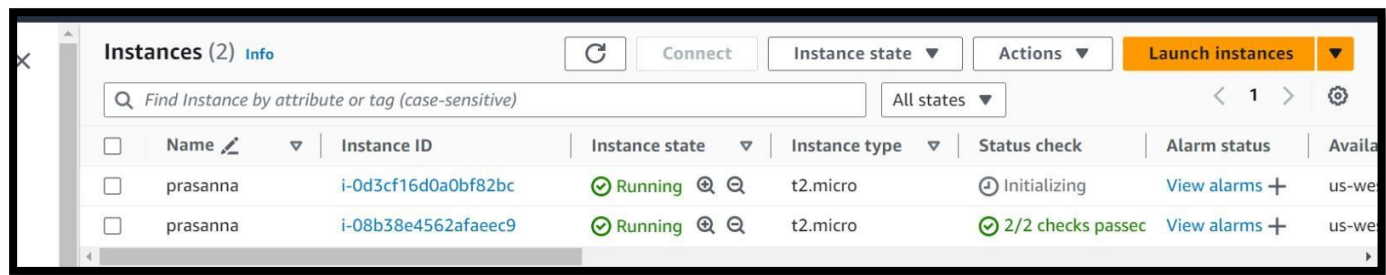 Instances (2) Info Connect Instance state Actions Launch instances
Find Instance by attribute or tag (case-sensitive) All states 1
Name Instance ID Instance state Instance type Status check Alarm status Availa
prasanna i-0d3cf16d0a0bf82bc Running t2.micro Initializing View alarms us-wes
prasanna i-08b38e4562afaeec9 Running t2.micro 2/2 checks passec View alarms us-wes